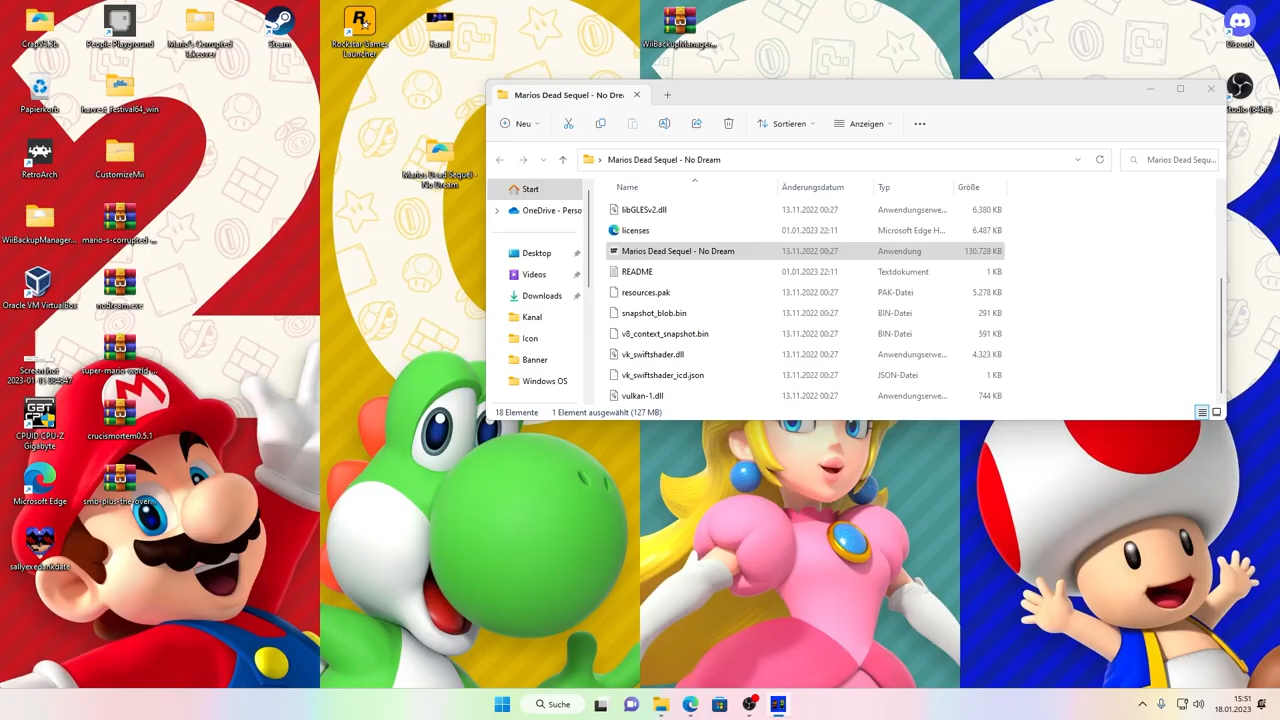 CrapV3.3b
People Playground
Mario's Corrupted Takeover
Steam
Rockstar Games Launcher
Kanal
WiiBackupManager...
Discord
Papierkorb
harvest_festival64_win
RetroArch
CustomizeMii
WiiBackupManager...
mario-s-corrupted-...
Oracle VM VirtualBox
nodream.exe
Screenshot
super-mario-world-...
CPUID CPU-Z Gigabyte
crucismortem0.5.1
Microsoft Edge
smb-plus-the-over...
Marios Dead Sequel - No Dream
Marios Dead Sequel - No Drea
Neu
Sortieren
Anzeigen
Marios Dead Sequel - No Dream
Marios Dead Sequ...
Start
OneDrive - Perso
Desktop
Videos
Downloads
Kanal
Icon
Banner
Windows OS
Name Änderungsdatum Typ Größe
libGLESv2.dll 13.11.2022 00:27 Anwendungserwe... 6.380 KB
licenses 01.01.2023 22:11 Microsoft Edge H... 6.487 KB
Marios Dead Sequel - No Dream 13.11.2022 00:27 Anwendung 130.728 KB
README 01.01.2023 22:11 Textdokument 1 KB
resources.pak 13.11.2022 00:27 PAK-Datei 5.278 KB
snapshot_blob.bin 13.11.2022 00:27 BIN-Datei 291 KB
v8_context_snapshot.bin 13.11.2022 00:27 BIN-Datei 591 KB
vk_swiftshader.dll 13.11.2022 00:27 Anwendungserwe... 4.323 KB
vk_swiftshader_icd.json 13.11.2022 00:27 JSON-Datei 1 KB
vulkan-1.dll 13.11.2022 00:27 Anwendungserwe... 744 KB
18 Elemente 1 Element ausgewählt (127 MB)
Suche
15:51
18.01.2023